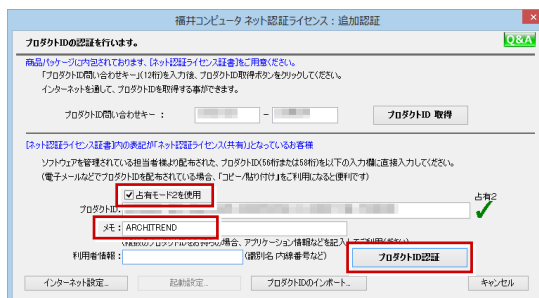 福井コンピュータ ネット認証ライセンス：追加認証
プロダクトIDの認証を行います。
Q&A
商品パッケージに内包されております、[ネット認証ライセンス証書]をご用意ください。
「プロダクトID問い合わせキー」(12桁)を入力後、プロダクトID取得ボタンをクリックしてください。
インターネットを通して、プロダクトIDを取得する事ができます。
プロダクトID問い合わせキー ：
－
プロダクトID 取得
[ネット認証ライセンス証書]内の表記が「ネット認証ライセンス(共有)」となっているお客様
ソフトウェアを管理されている担当者様より配布された、プロダクトID(56桁または58桁)を以下の入力欄に直接入力してください。
(電子メールなどでプロダクトIDを配布されている場合、「コピー/貼り付け」をご利用になると便利です)
占有モード2を使用
占有2
プロダクトID:
メモ： ARCHITREND
利用者情報：
(識別名、内線番号など)
プロダクトID認証
インターネット設定...
起動設定...
プロダクトIDのインポート...
キャンセル